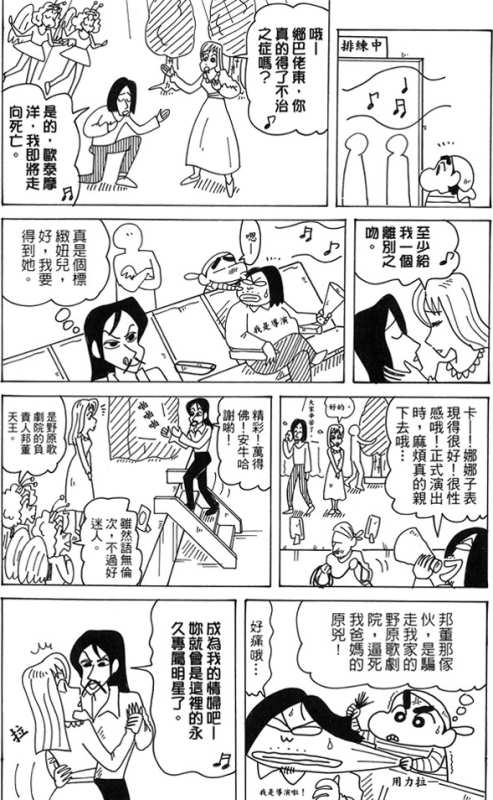 排練中
哦ー
鄉巴佬東，你
真的得了不治
之症嗎？
是的，歐泰摩
洋，我即將走
向死亡。
至少給
我一個
離別之
吻。
嗯
我是導演
真是個標
緻妞兒，
好，我要
得到她。
卡ー！娜娜子表
現得很好！很性
感哦！正式演出
時，麻煩真的親
下去哦…
好的。
大家辛苦了！
精彩！萬得
佛！安牛哈
謝喲！
雖然語無倫
次，不過好
迷人。
是野原歌
劇院的負
責人邦董
天王。
邦董那傢
伙，是騙
走我家的
野原歌劇
院，逼死
我爸媽的
原兇！
用力拉
好痛哦…
我是導演啦！
成為我的情婦吧ー
妳就會是這裡的永
久專屬明星了。
拉